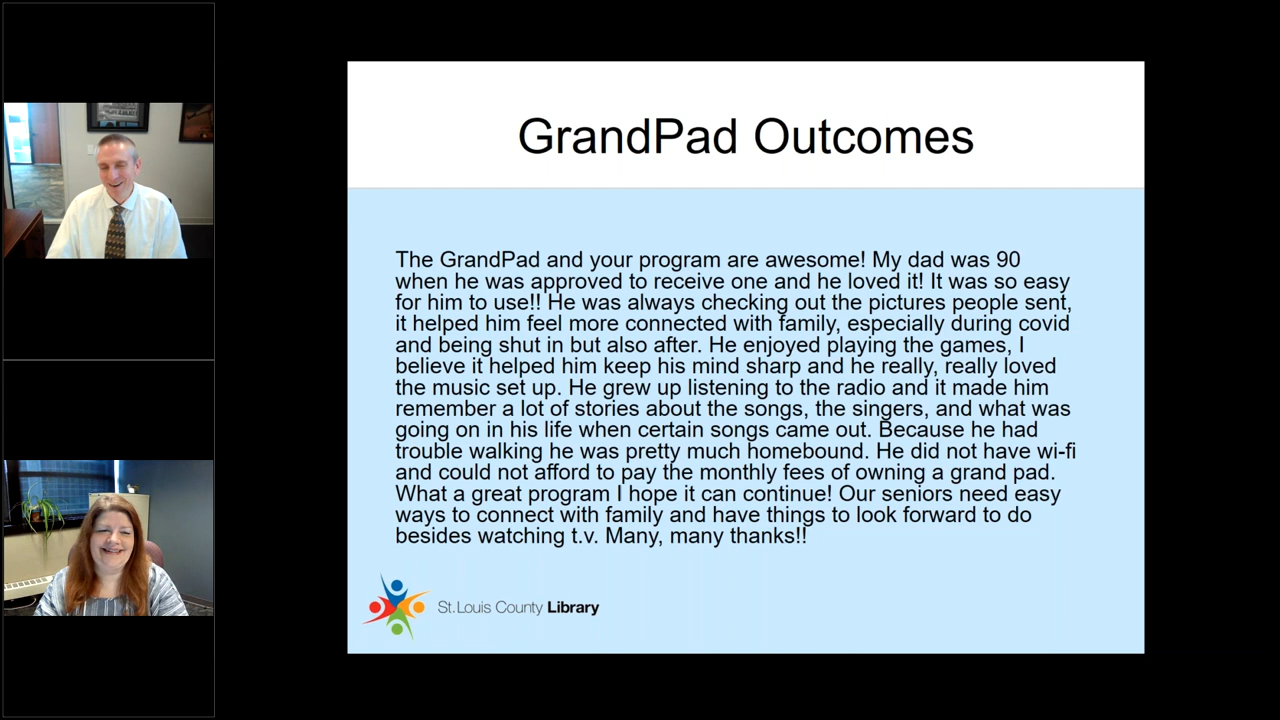 GrandPad Outcomes
The GrandPad and your program are awesome! My dad was 90
when he was approved to receive one and he loved it! It was so easy
for him to use!! He was always checking out the pictures people sent,
it helped him feel more connected with family, especially during covid
and being shut in but also after. He enjoyed playing the games, I
believe it helped him keep his mind sharp and he really, really loved
the music set up. He grew up listening to the radio and it made him
remember a lot of stories about the songs, the singers, and what was
going on in his life when certain songs came out. Because he had
trouble walking he was pretty much homebound. He did not have wi-fi
and could not afford to pay the monthly fees of owning a grand pad.
What a great program I hope it can continue! Our seniors need easy
ways to connect with family and have things to look forward to do
besides watching t.v. Many, many thanks!!
St. Louis County Library